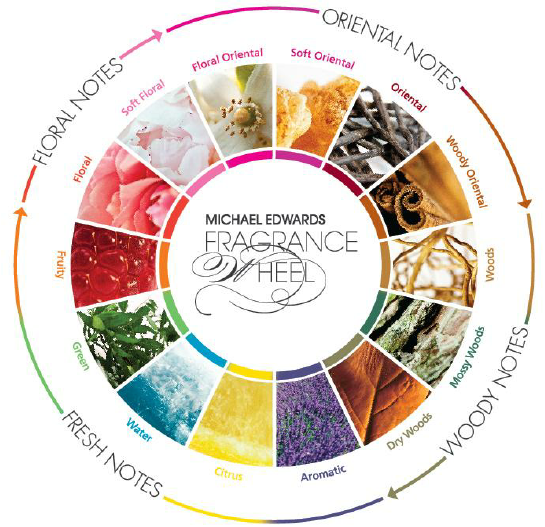 ORIENTAL NOTES
FLORAL NOTES
Floral Oriental
Soft Oriental
Soft Floral
Oriental
Floral
Woody Oriental
MICHAEL EDWARDS
FRAGRANCE
WHEEL
Fruity
Woods
Green
Mossy Woods
Water
Dry Woods
Citrus
Aromatic
FRESH NOTES
WOODY NOTES